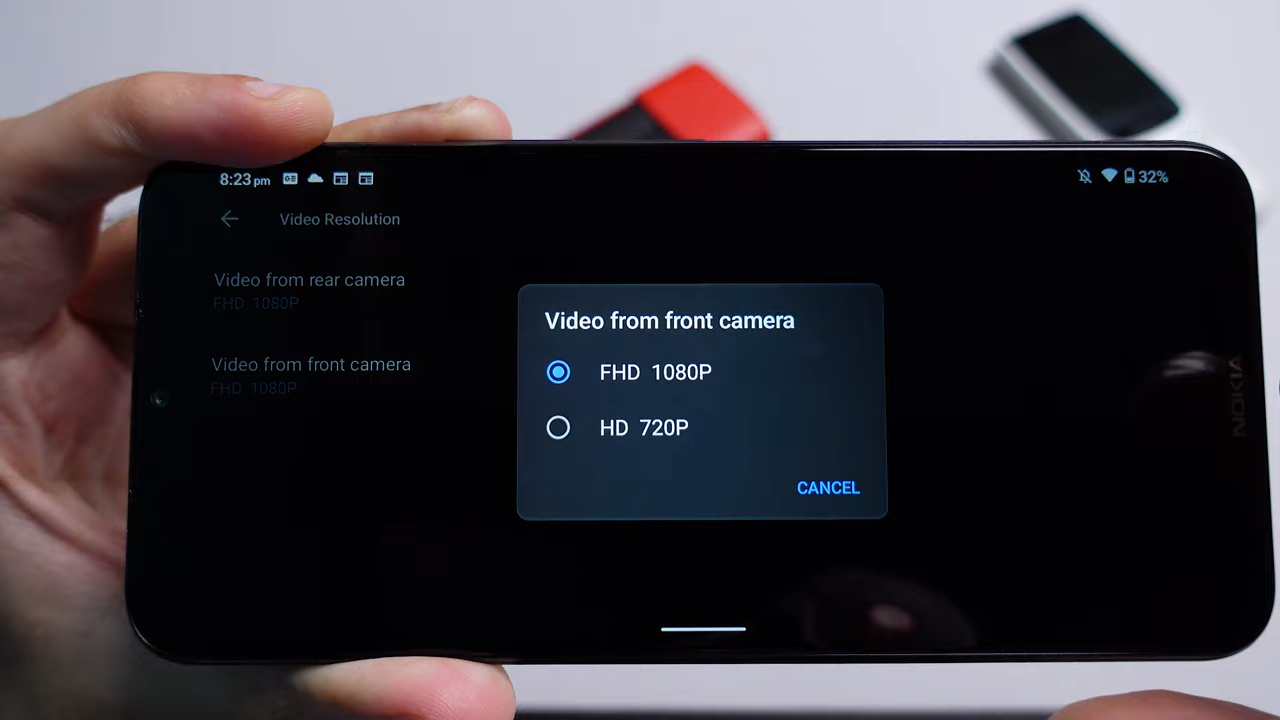 8:23 pm
GE
32%
Video Resolution
Video from rear camera
FHD 1080P
Video from front camera
FHD 1080P
Video from front camera
FHD 1080P
HD 720P
CANCEL
NOKIA